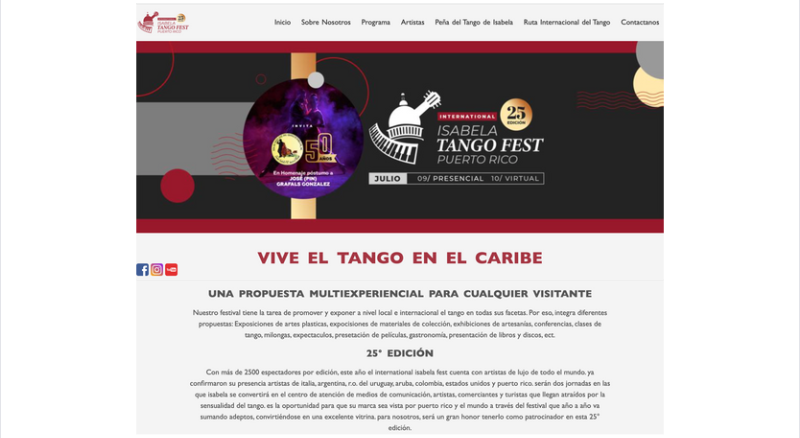 ISABELA
TANGO FEST
PUERTO RICO
Inicio Sobre Nosotros Programa Artistas Peña del Tango de Isabela Ruta Internacional del Tango Contactanos
INVITA
50
AÑOS
En Homenaje póstumo a
JOSÉ (PIN)
GRAFALS GONZALEZ
INTERNATIONAL
25
EDICIÓN
ISABELA
TANGO FEST
PUERTO RICO
JULIO 09/ PRESENCIAL 10/ VIRTUAL
VIVE EL TANGO EN EL CARIBE
UNA PROPUESTA MULTIEXPERIENCIAL PARA CUALQUIER VISITANTE
Nuestro festival tiene la tarea de promover y exponer a nivel local e internacional el tango en todas sus facetas. Por eso, integra diferentes
propuestas: Exposiciones de artes plasticas, expocisiones de materiales de colección, exhibiciones de artesanías, conferencias, clases de
tango, milongas, expectaculos, presetación de películas, gastronomía, presentación de libros y discos, ect.
25° EDICIÓN
Con más de 2500 espectadores por edición, este año el international isabela fest cuenta con artistas de lujo de todo el mundo. ya
confirmaron su presencia artistas de italia, argentina, r.o. del uruguay, aruba, colombia, estados unidos y puerto rico. serán dos jornadas en las
que isabela se convertirá en el centro de atención de medios de comunicación, artistas, comerciantes y turistas que llegan atraídos por la
sensualidad del tango. es la oportunidad para que su marca sea vista por puerto rico y el mundo a través del festival que año a año va
sumando adeptos, convirtiéndose en una excelente vitrina. para nosotros, será un gran honor tenerlo como patrocinador en esta 25°
edición.